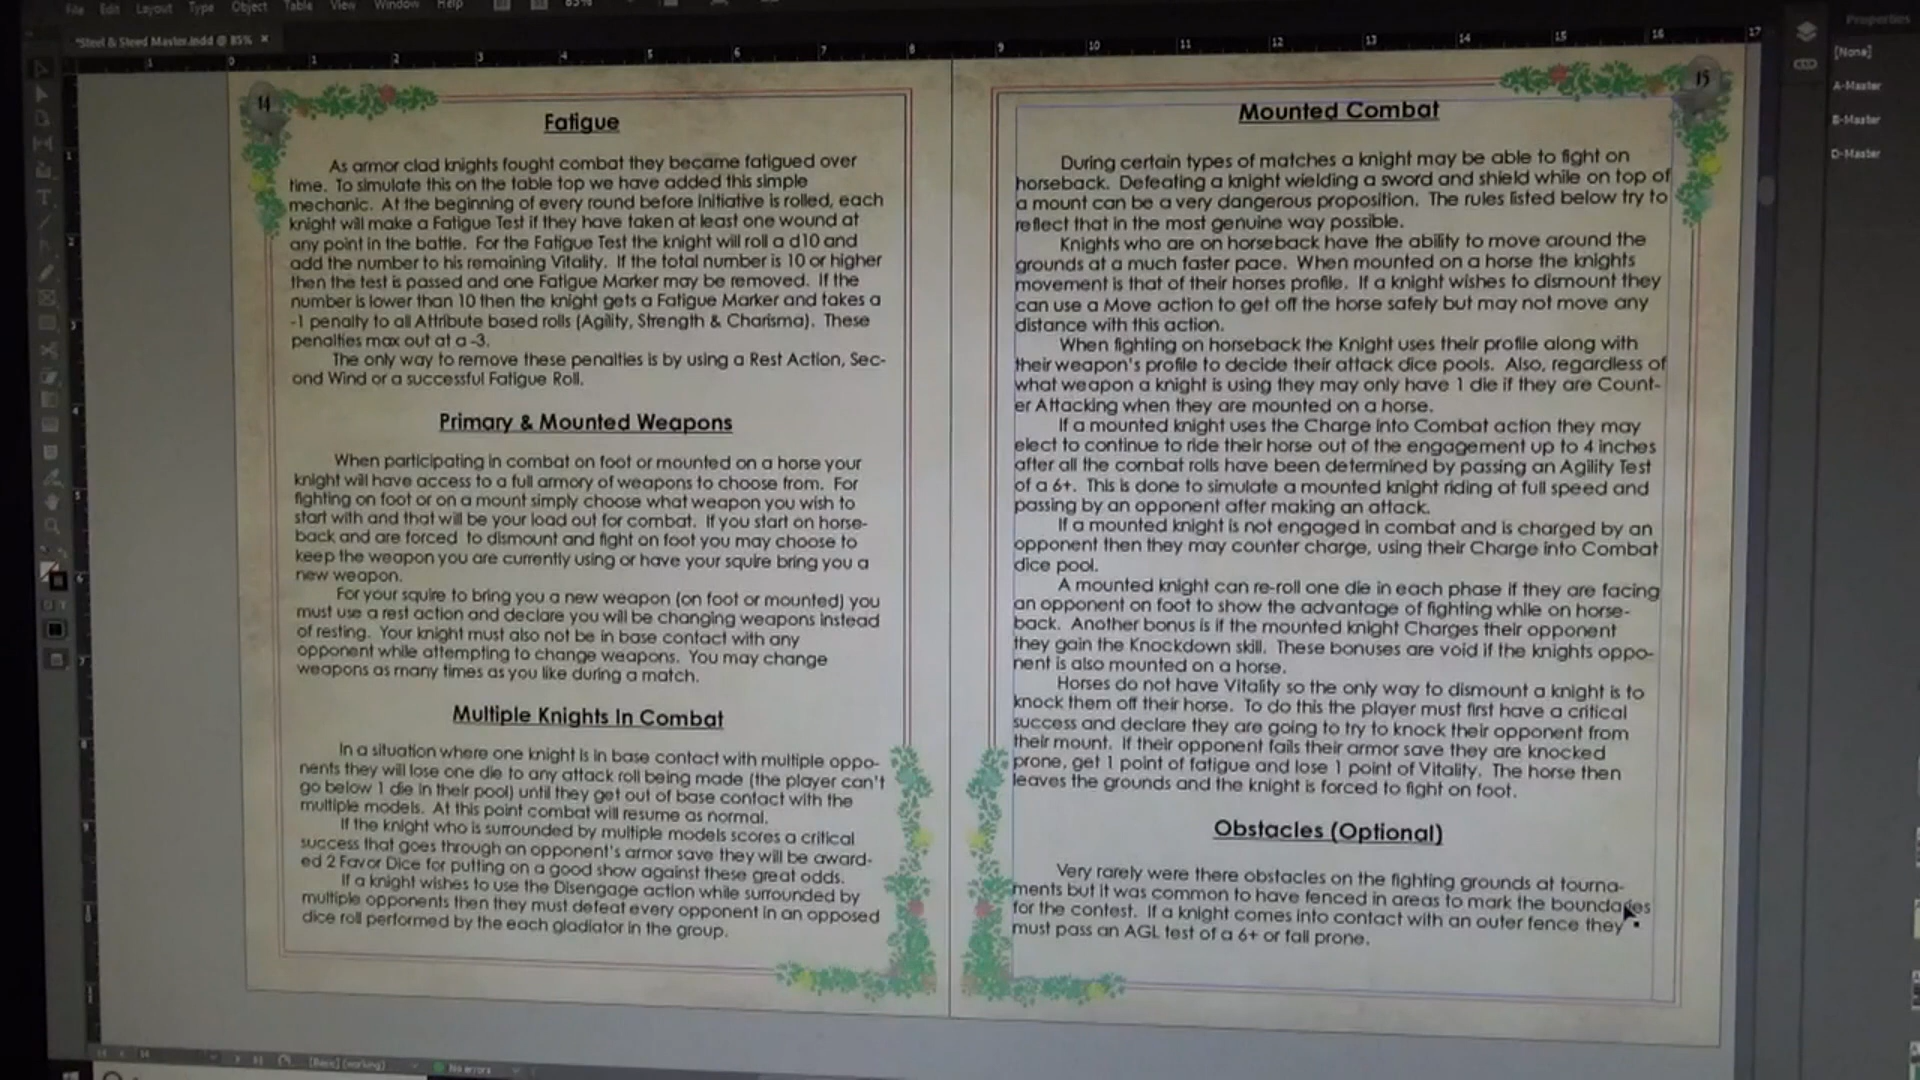 File Edit Layout Type Object Table View Window Help
*Steel & Steed Master.indd @ 85% ×
Properties
[None]
A-Master
B-Master
D-Master
14
Fatigue
As armor clad knights fought combat they became fatigued over
time. To simulate this on the table top we have added this simple
mechanic. At the beginning of every round before Initiative is rolled, each
knight will make a Fatigue Test if they have taken at least one wound at
any point in the battle. For the Fatigue Test the knight will roll a d10 and
add the number to his remaining Vitality. If the total number is 10 or higher
then the test is passed and one Fatigue Marker may be removed. If the
number is lower than 10 then the knight gets a Fatigue Marker and takes a
-1 penalty to all Attribute based rolls (Agility, Strength & Charisma). These
penalties max out at a -3.
The only way to remove these penalties is by using a Rest Action, Sec-
ond Wind or a successful Fatigue Roll.
Primary & Mounted Weapons
When participating in combat on foot or mounted on a horse your
knight will have access to a full armory of weapons to choose from. For
fighting on foot or on a mount simply choose what weapon you wish to
start with and that will be your load out for combat. If you start on horse-
back and are forced to dismount and fight on foot you may choose to
keep the weapon you are currently using or have your squire bring you a
new weapon.
For your squire to bring you a new weapon (on foot or mounted) you
must use a rest action and declare you will be changing weapons instead
of resting. Your knight must also not be in base contact with any
opponent while attempting to change weapons. You may change
weapons as many times as you like during a match.
Multiple Knights In Combat
In a situation where one knight is in base contact with multiple oppo-
nents they will lose one die to any attack roll being made (the player can't
go below 1 die in their pool) until they get out of base contact with the
multiple models. At this point combat will resume as normal.
If the knight who is surrounded by multiple models scores a critical
success that goes through an opponent's armor save they will be award-
ed 2 Favor Dice for putting on a good show against these great odds.
If a knight wishes to use the Disengage action while surrounded by
multiple opponents then they must defeat every opponent in an opposed
dice roll performed by the each gladiator in the group.
15
Mounted Combat
During certain types of matches a knight may be able to fight on
horseback. Defeating a knight wielding a sword and shield while on top of
a mount can be a very dangerous proposition. The rules listed below try to
reflect that in the most genuine way possible.
Knights who are on horseback have the ability to move around the
grounds at a much faster pace. When mounted on a horse the knights
movement is that of their horses profile. If a knight wishes to dismount they
can use a Move action to get off the horse safely but may not move any
distance with this action.
When fighting on horseback the Knight uses their profile along with
their weapon's profile to decide their attack dice pools. Also, regardless of
what weapon a knight is using they may only have 1 die if they are Count-
er Attacking when they are mounted on a horse.
If a mounted knight uses the Charge Into Combat action they may
elect to continue to ride their horse out of the engagement up to 4 inches
after all the combat rolls have been determined by passing an Agility Test
of a 6+. This is done to simulate a mounted knight riding at full speed and
passing by an opponent after making an attack.
If a mounted knight is not engaged in combat and is charged by an
opponent then they may counter charge, using their Charge into Combat
dice pool.
A mounted knight can re-roll one die in each phase if they are facing
an opponent on foot to show the advantage of fighting while on horse-
back. Another bonus is if the mounted knight Charges their opponent
they gain the Knockdown skill. These bonuses are void if the knights oppo-
nent is also mounted on a horse.
Horses do not have Vitality so the only way to dismount a knight is to
knock them off their horse. To do this the player must first have a critical
success and declare they are going to try to knock their opponent from
their mount. If their opponent fails their armor save they are knocked
prone, get 1 point of fatigue and lose 1 point of Vitality. The horse then
leaves the grounds and the knight is forced to fight on foot.
Obstacles (Optional)
Very rarely were there obstacles on the fighting grounds at tourna-
ments but it was common to have fenced in areas to mark the boundaries
for the contest. If a knight comes into contact with an outer fence they
must pass an AGL test of a 6+ or fall prone.
[Basic] (working)
No errors